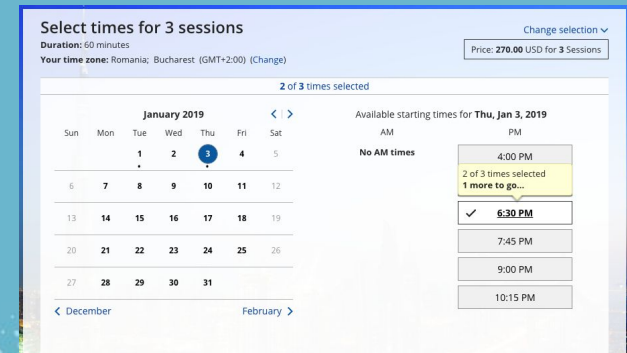 Select times for 3 sessions
Change selection
Duration: 60 minutes
Price: 270.00 USD for 3 Sessions
Your time zone: Romania; Bucharest (GMT+2:00) (Change)
2 of 3 times selected
January 2019
Sun Mon Tue Wed Thu Fri Sat
1 2 3 4 5
6 7 8 9 10 11 12
13 14 15 16 17 18 19
20 21 22 23 24 25 26
27 28 29 30 31
December February
Available starting times for Thu, Jan 3, 2019
AM PM
No AM times
4:00 PM
2 of 3 times selected
1 more to go...
6:30 PM
7:45 PM
9:00 PM
10:15 PM